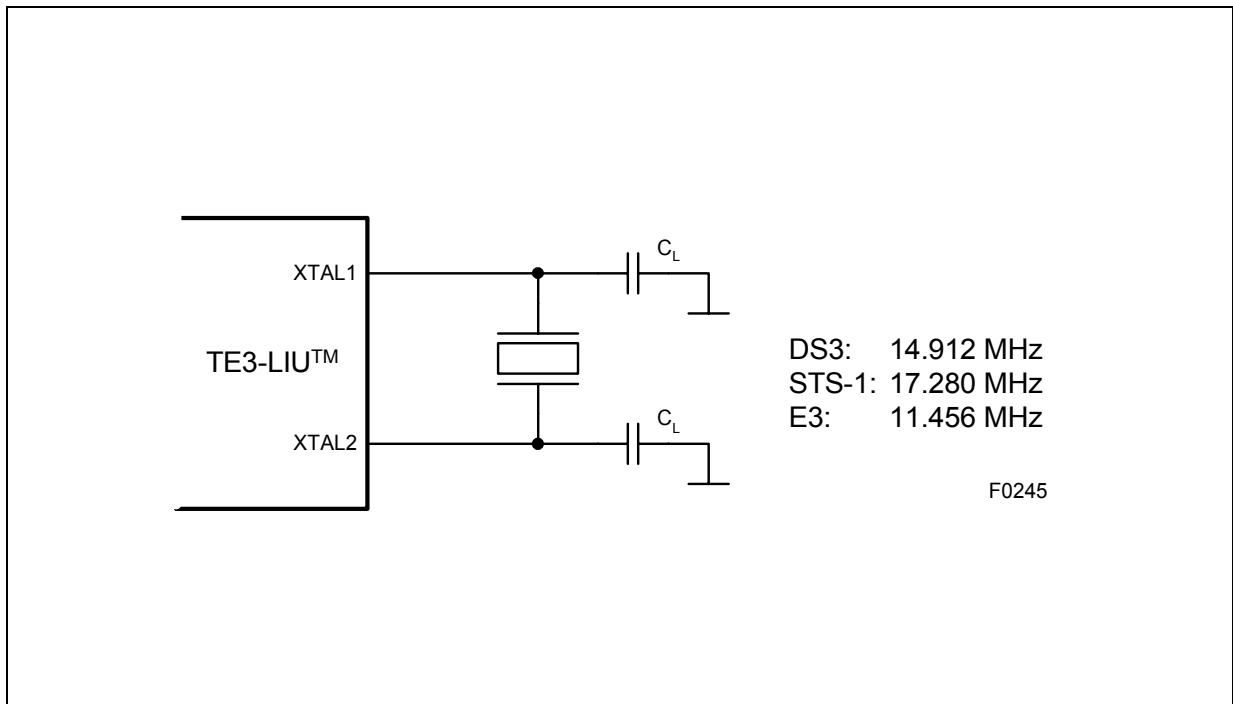 XTAL1
C_L
TE3-LIU™
XTAL2
C_L
DS3: 14.912 MHz
STS-1: 17.280 MHz
E3: 11.456 MHz
F0245